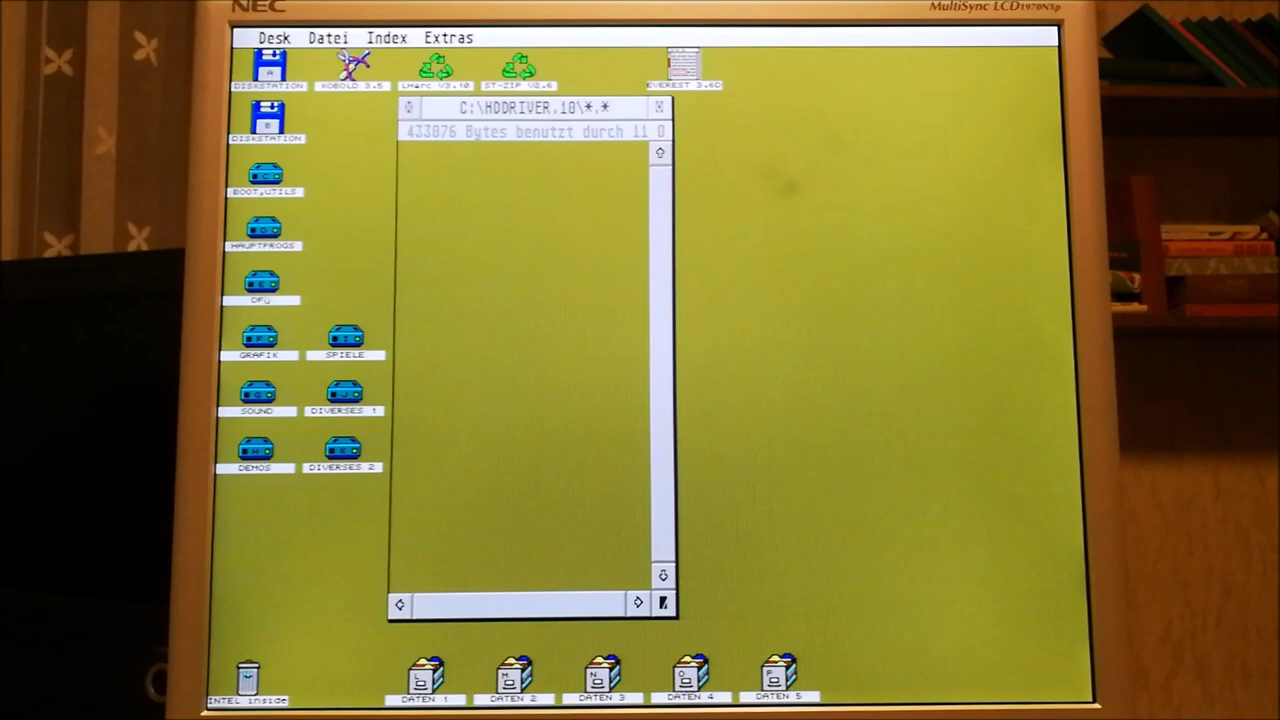 NEC
MultiSync LCD1970NXp
Desk Datei Index Extras
A
DISKSTATION
KOBOLD 3.5
LHarc V3.10
ST-ZIP V2.6
EVEREST 3.6D
B
DISKSTATION
C:\HDDRIVER.10\*.*
433076 Bytes benutzt durch 11 O
C
BOOT,UTILS
D
HAUPTPROGS
E
DFÜ
F
GRAFIK
I
SPIELE
G
SOUND
J
DIVERSES 1
H
DEMOS
K
DIVERSES 2
INTEL inside
L
DATEN 1
M
DATEN 2
N
DATEN 3
O
DATEN 4
P
DATEN 5